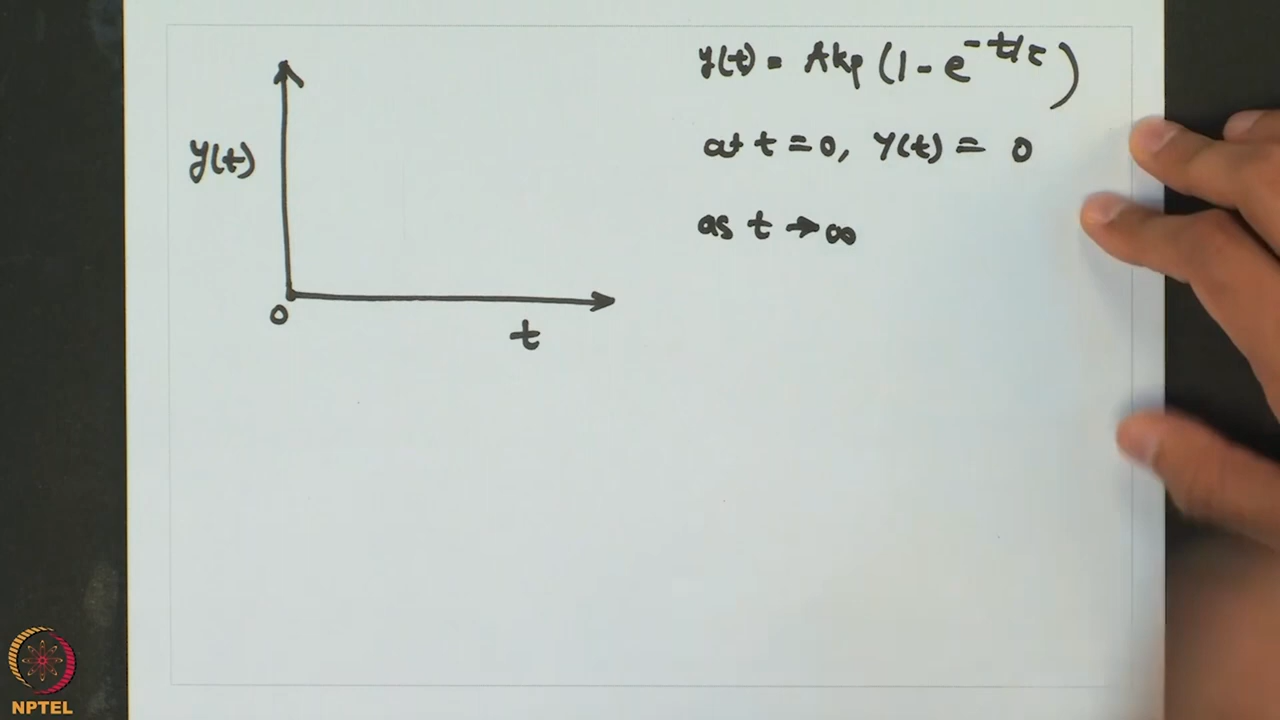 y(t) = Akp (1 - e^{-t/τ})
at t = 0, y(t) = 0
as t → ∞
y(t)
0
t
NPTEL